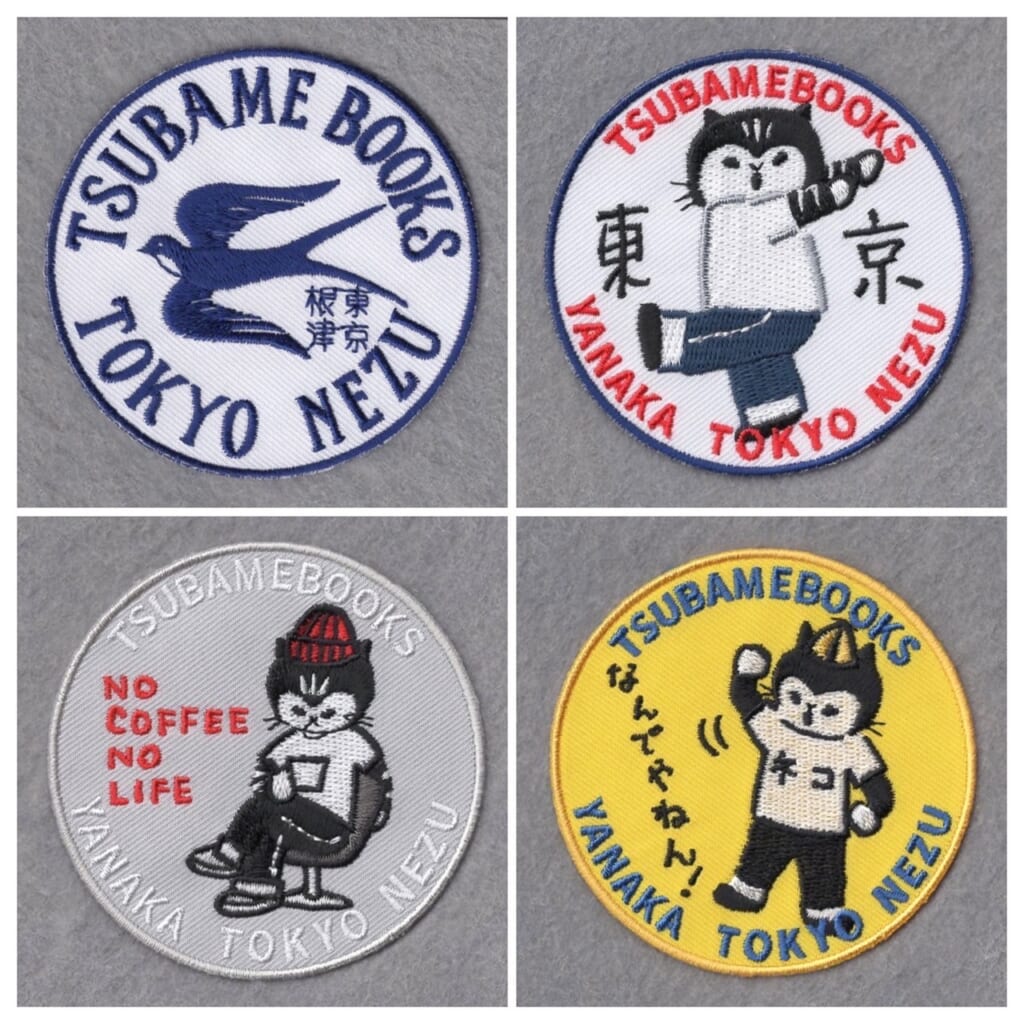 TSUBAME BOOKS
東京
根津
TOKYO NEZU
TSUBAMEBOOKS
東京
YANAKA TOKYO NEZU
TSUBAMEBOOKS
NO
COFFEE
NO
LIFE
YANAKA TOKYO NEZU
TSUBAMEBOOKS
なんでやねん!
ネコ
YANAKA TOKYO NEZU